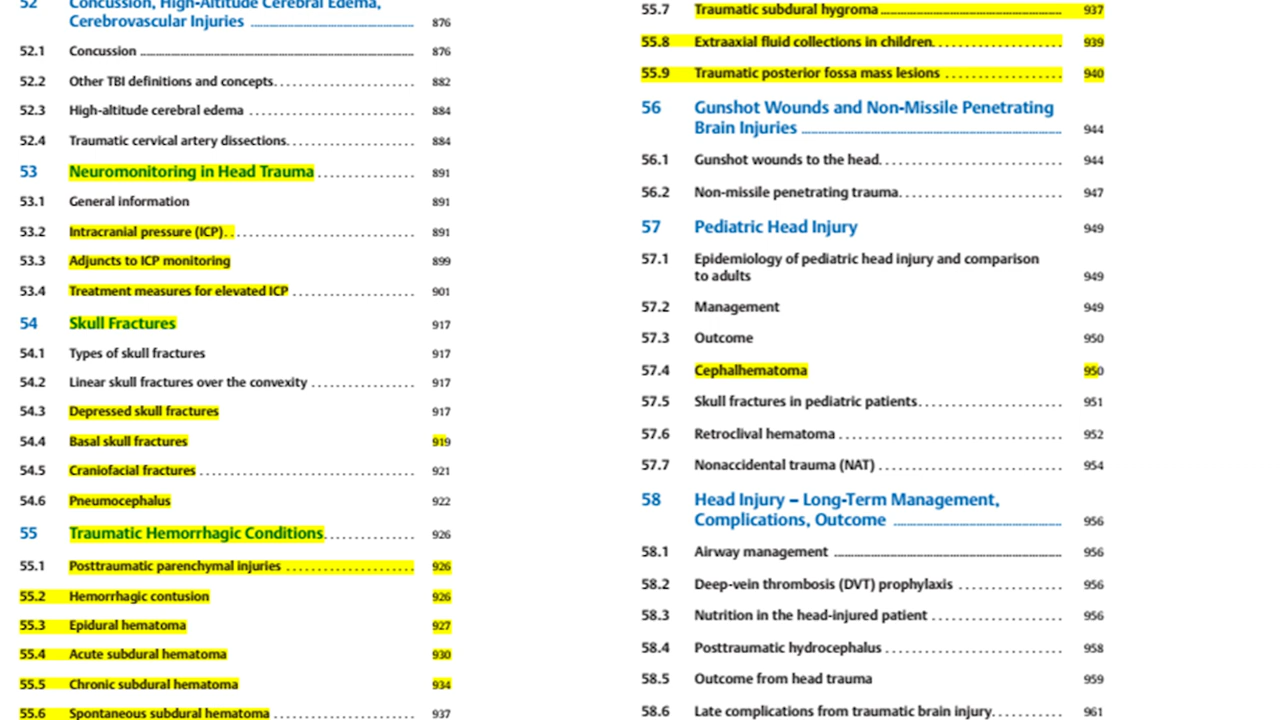 52 Concussion, High-Altitude Cerebral Edema,
Cerebrovascular Injuries 876
52.1 Concussion 876
52.2 Other TBI definitions and concepts 882
52.3 High-altitude cerebral edema 884
52.4 Traumatic cervical artery dissections 884
53 Neuromonitoring in Head Trauma 891
53.1 General information 891
53.2 Intracranial pressure (ICP) 891
53.3 Adjuncts to ICP monitoring 899
53.4 Treatment measures for elevated ICP 901
54 Skull Fractures 917
54.1 Types of skull fractures 917
54.2 Linear skull fractures over the convexity 917
54.3 Depressed skull fractures 917
54.4 Basal skull fractures 919
54.5 Craniofacial fractures 921
54.6 Pneumocephalus 922
55 Traumatic Hemorrhagic Conditions 926
55.1 Posttraumatic parenchymal injuries 926
55.2 Hemorrhagic contusion 926
55.3 Epidural hematoma 927
55.4 Acute subdural hematoma 930
55.5 Chronic subdural hematoma 934
55.6 Spontaneous subdural hematoma 937
55.7 Traumatic subdural hygroma 937
55.8 Extraaxial fluid collections in children 939
55.9 Traumatic posterior fossa mass lesions 940
56 Gunshot Wounds and Non-Missile Penetrating
Brain Injuries 944
56.1 Gunshot wounds to the head 944
56.2 Non-missile penetrating trauma 947
57 Pediatric Head Injury 949
57.1 Epidemiology of pediatric head injury and comparison
to adults 949
57.2 Management 949
57.3 Outcome 950
57.4 Cephalhematoma 950
57.5 Skull fractures in pediatric patients 951
57.6 Retroclival hematoma 952
57.7 Nonaccidental trauma (NAT) 954
58 Head Injury – Long-Term Management,
Complications, Outcome 956
58.1 Airway management 956
58.2 Deep-vein thrombosis (DVT) prophylaxis 956
58.3 Nutrition in the head-injured patient 956
58.4 Posttraumatic hydrocephalus 958
58.5 Outcome from head trauma 959
58.6 Late complications from traumatic brain injury 961